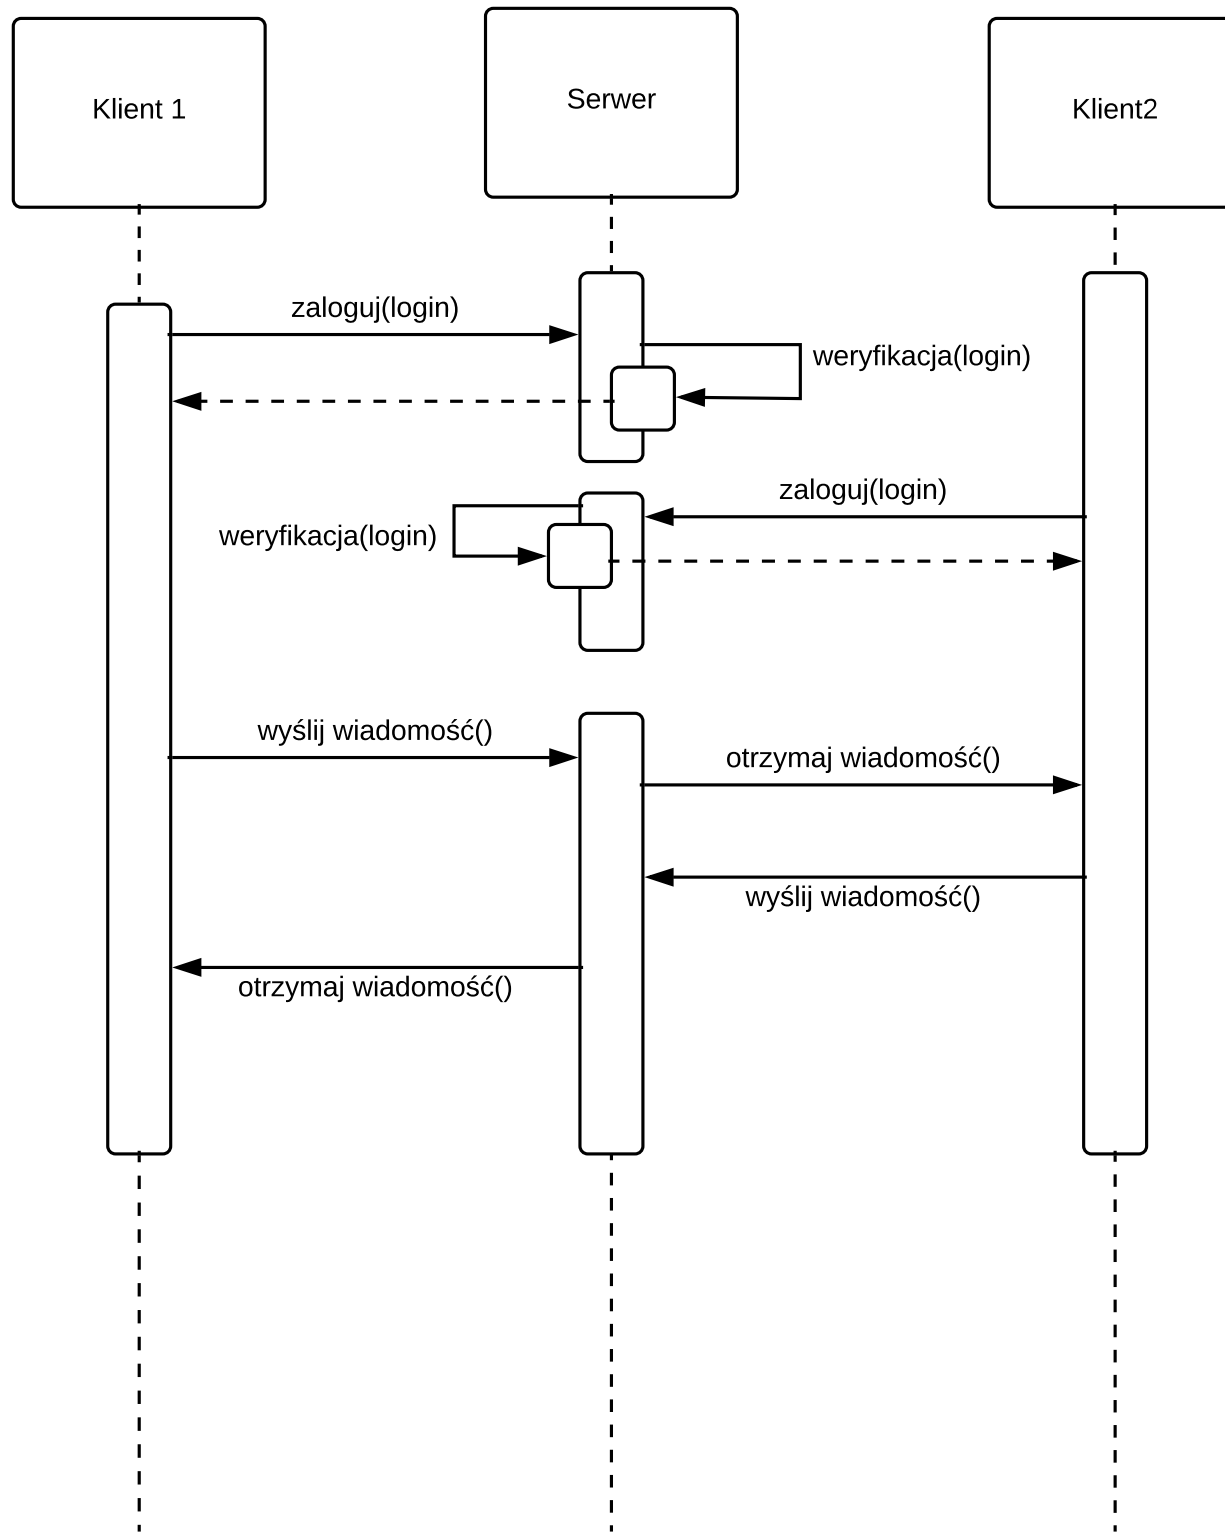 Klient 1
Serwer
Klient2
zaloguj(login)
weryfikacja(login)
zaloguj(login)
weryfikacja(login)
wyślij wiadomość()
otrzymaj wiadomość()
wyślij wiadomość()
otrzymaj wiadomość()